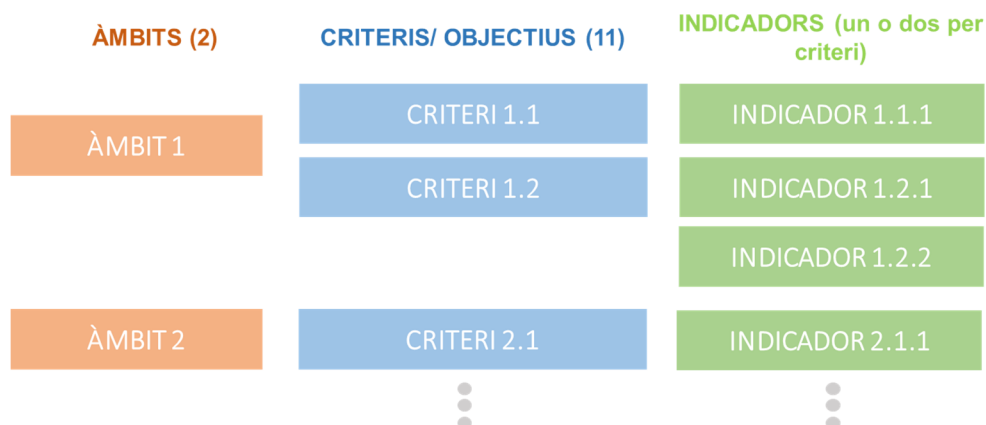 ÀMBITS (2)
CRITERIS/ OBJECTIUS (11)
INDICADORS (un o dos per
criteri)
ÀMBIT 1
CRITERI 1.1
INDICADOR 1.1.1
CRITERI 1.2
INDICADOR 1.2.1
INDICADOR 1.2.2
ÀMBIT 2
CRITERI 2.1
INDICADOR 2.1.1